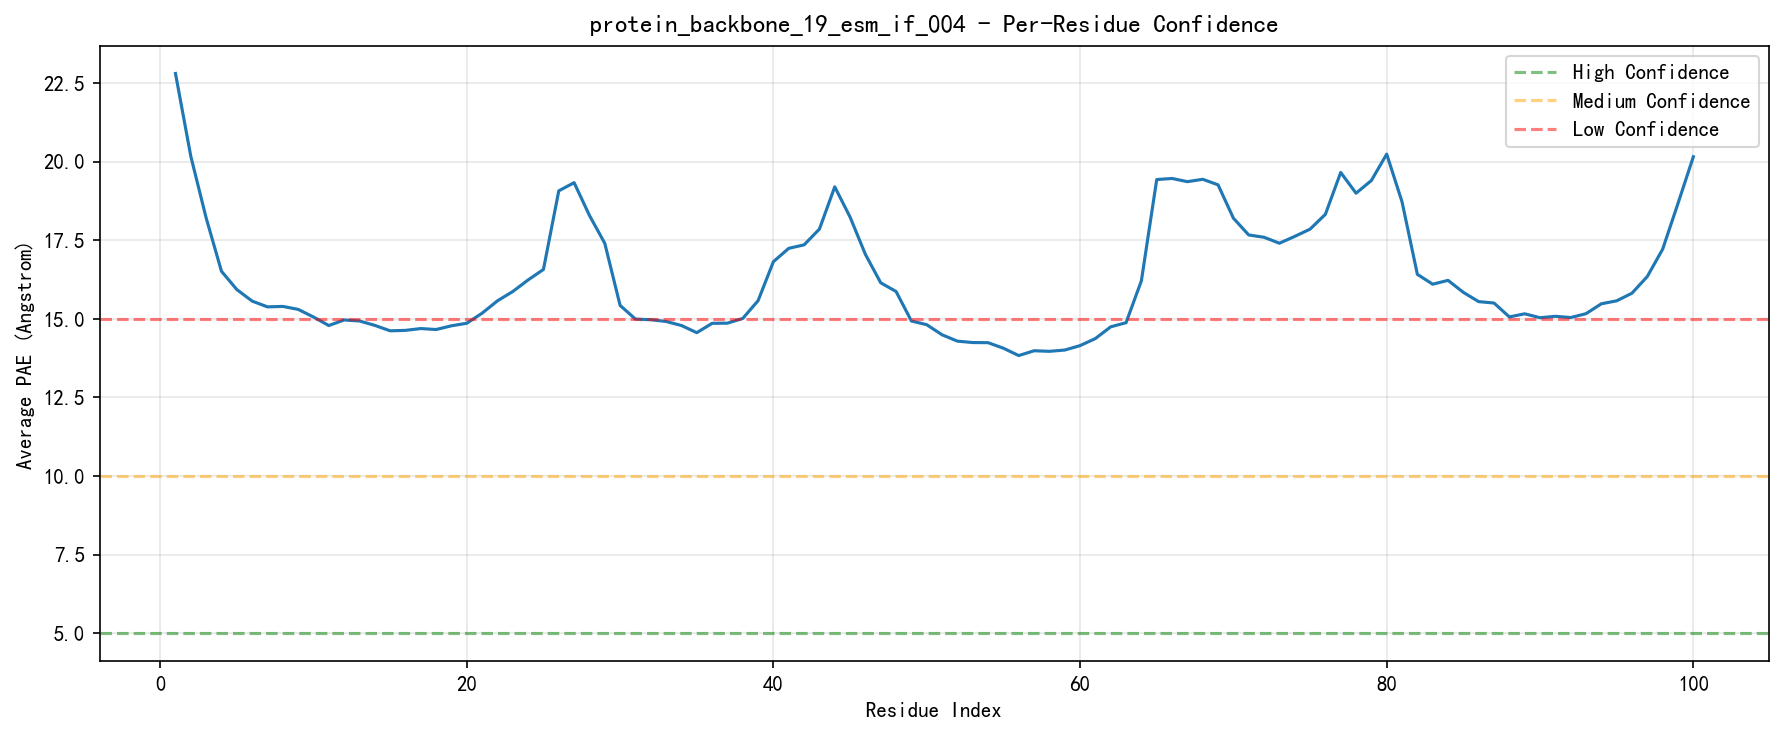 protein_backbone_19_esm_if_004 - Per-Residue Confidence
High Confidence
Medium Confidence
Low Confidence
Average PAE (Angstrom)
22.5
20.0
17.5
15.0
12.5
10.0
7.5
5.0
0 20 40 60 80 100
Residue Index